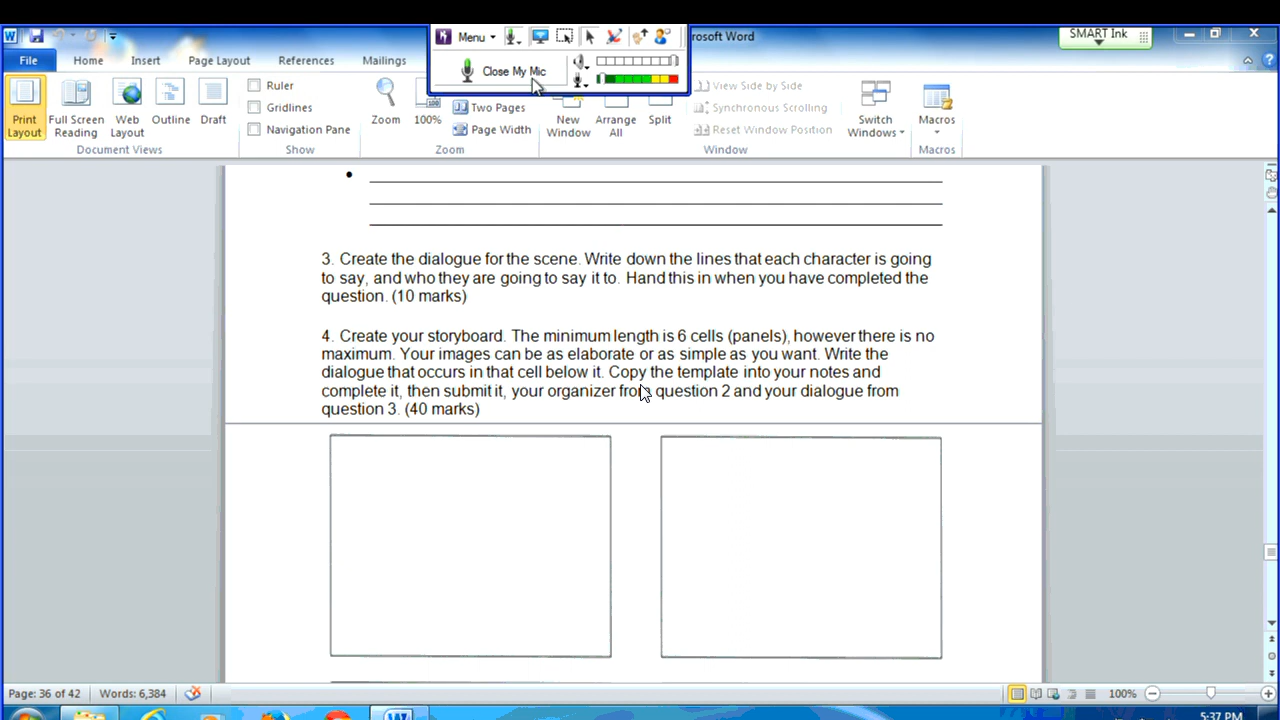 Menu
rosoft Word
SMART Ink
File Home Insert Page Layout References Mailings
Close My Mic
Ruler
Gridlines
Navigation Pane
Print Layout
Full Screen Reading
Web Layout
Outline
Draft
Document Views
Show
Zoom
100%
Two Pages
Page Width
Zoom
New Window
Arrange All
Split
View Side by Side
Synchronous Scrolling
Reset Window Position
Window
Switch Windows
Macros
Macros
3. Create the dialogue for the scene. Write down the lines that each character is going
to say, and who they are going to say it to. Hand this in when you have completed the
question. (10 marks)
4. Create your storyboard. The minimum length is 6 cells (panels), however there is no
maximum. Your images can be as elaborate or as simple as you want. Write the
dialogue that occurs in that cell below it. Copy the template into your notes and
complete it, then submit it, your organizer from question 2 and your dialogue from
question 3. (40 marks)
Page: 36 of 42 Words: 6,384
100%
5:37 PM